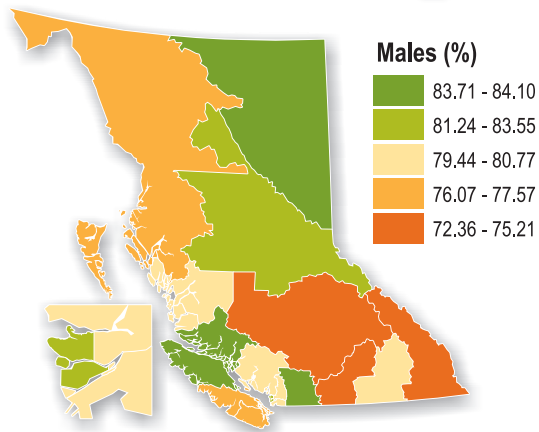 Males (%)
83.71 - 84.10
81.24 - 83.55
79.44 - 80.77
76.07 - 77.57
72.36 - 75.21